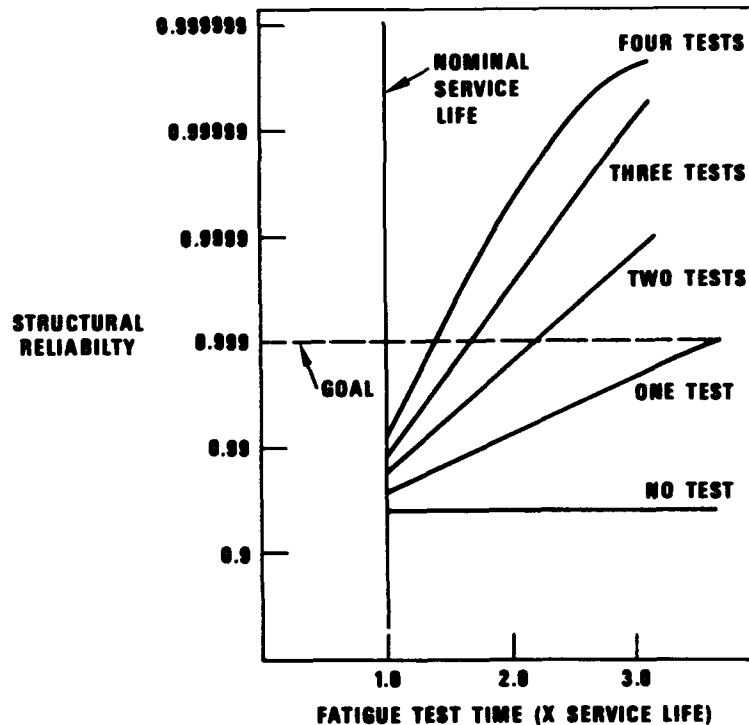 0.999999
0.99999
0.9999
0.999
0.99
0.9
STRUCTURAL
RELIABILTY
NOMINAL
SERVICE
LIFE
GOAL
FOUR TESTS
THREE TESTS
TWO TESTS
ONE TEST
NO TEST
1.0 2.0 3.0
FATIGUE TEST TIME (X SERVICE LIFE)